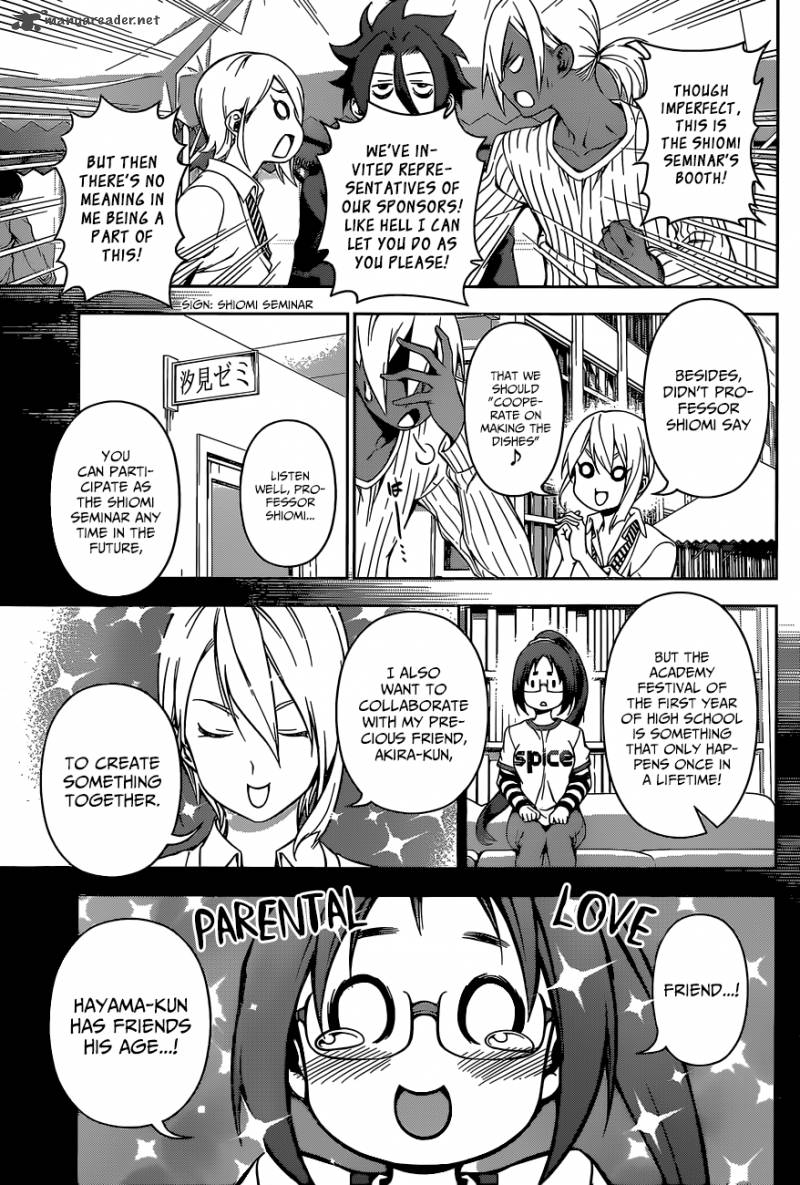 mangareader.net
THOUGH
IMPERFECT,
THIS IS
THE SHIOMI
SEMINAR'S
BOOTH!
WE'VE IN-
VITED REPRE-
SENTATIVES OF
OUR SPONSORS!
LIKE HELL I CAN
LET YOU DO AS
YOU PLEASE!
BUT THEN
THERE'S NO
MEANING IN
ME BEING A
PART OF
THIS!
SIGN: SHIOMI SEMINAR
BESIDES,
DIDN'T PRO-
FESSOR
SHIOMI SAY
THAT WE
SHOULD
"COOPE-
RATE ON
MAKING THE
DISHES"
♪
はー
汐見ゼミ
LISTEN
WELL, PRO-
FESSOR
SHIOMI...
YOU
CAN PARTI-
CIPATE AS
THE SHIOMI
SEMINAR ANY
TIME IN THE
FUTURE,
BUT THE
ACADEMY
FESTIVAL OF
THE FIRST YEAR
OF HIGH SCHOOL
IS SOMETHING
THAT ONLY HAP-
PENS ONCE IN
A LIFETIME!
spice
I ALSO
WANT TO
COLLABORATE
WITH MY PRE-
CIOUS FRIEND,
AKIRA-KUN,
TO CREATE
SOMETHING
TOGETHER.
PARENTAL LOVE
FRIEND...!
HAYAMA-KUN
HAS FRIENDS
HIS AGE...!